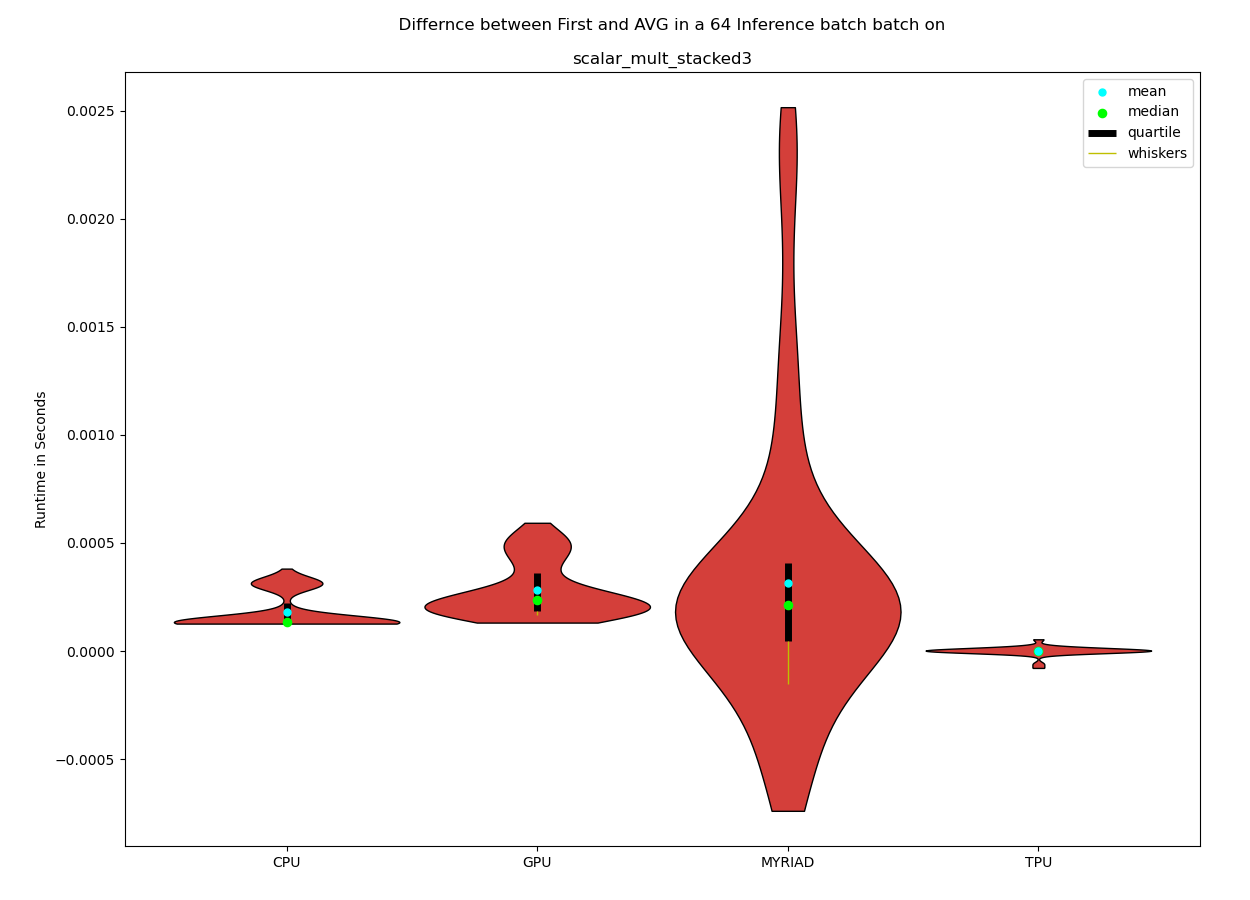 Differnce between First and AVG in a 64 Inference batch batch on
scalar_mult_stacked3
mean
median
quartile
whiskers
Runtime in Seconds
0.0025
0.0020
0.0015
0.0010
0.0005
0.0000
−0.0005
CPU GPU MYRIAD TPU